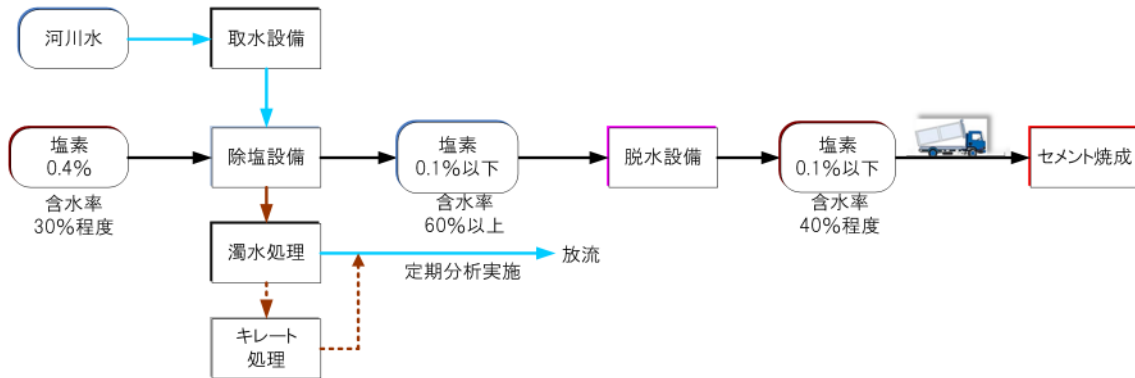 河川水
取水設備
塩素
0.4%
除塩設備
塩素
0.1%以下
脱水設備
塩素
0.1%以下
セメント焼成
含水率
30%程度
含水率
60%以上
含水率
40%程度
濁水処理
定期分析実施
放流
キレート
処理